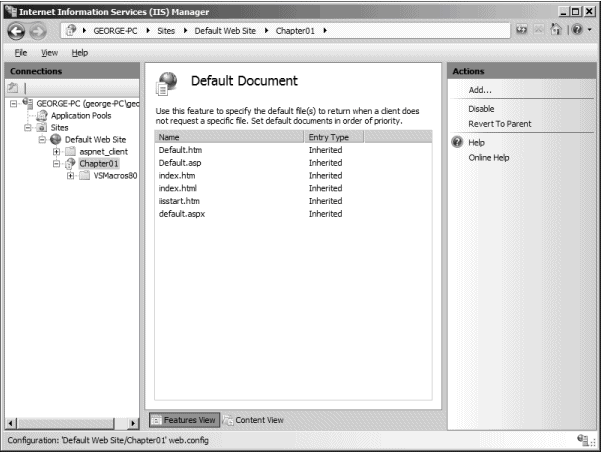 Internet Information Services (IIS) Manager
GEORGE-PC
Sites
Default Web Site
Chapter01
File View Help
Connections
GEORGE-PC (george-PC\geo
Application Pools
Sites
Default Web Site
aspnet_client
Chapter01
VSMacros80
Default Document
Use this feature to specify the default file(s) to return when a client does
not request a specific file. Set default documents in order of priority.
Name Entry Type
Default.htm Inherited
Default.asp Inherited
index.htm Inherited
index.html Inherited
iisstart.htm Inherited
default.aspx Inherited
Features View Content View
Actions
Add...
Disable
Revert To Parent
Help
Online Help
Configuration: 'Default Web Site/Chapter01' web.config